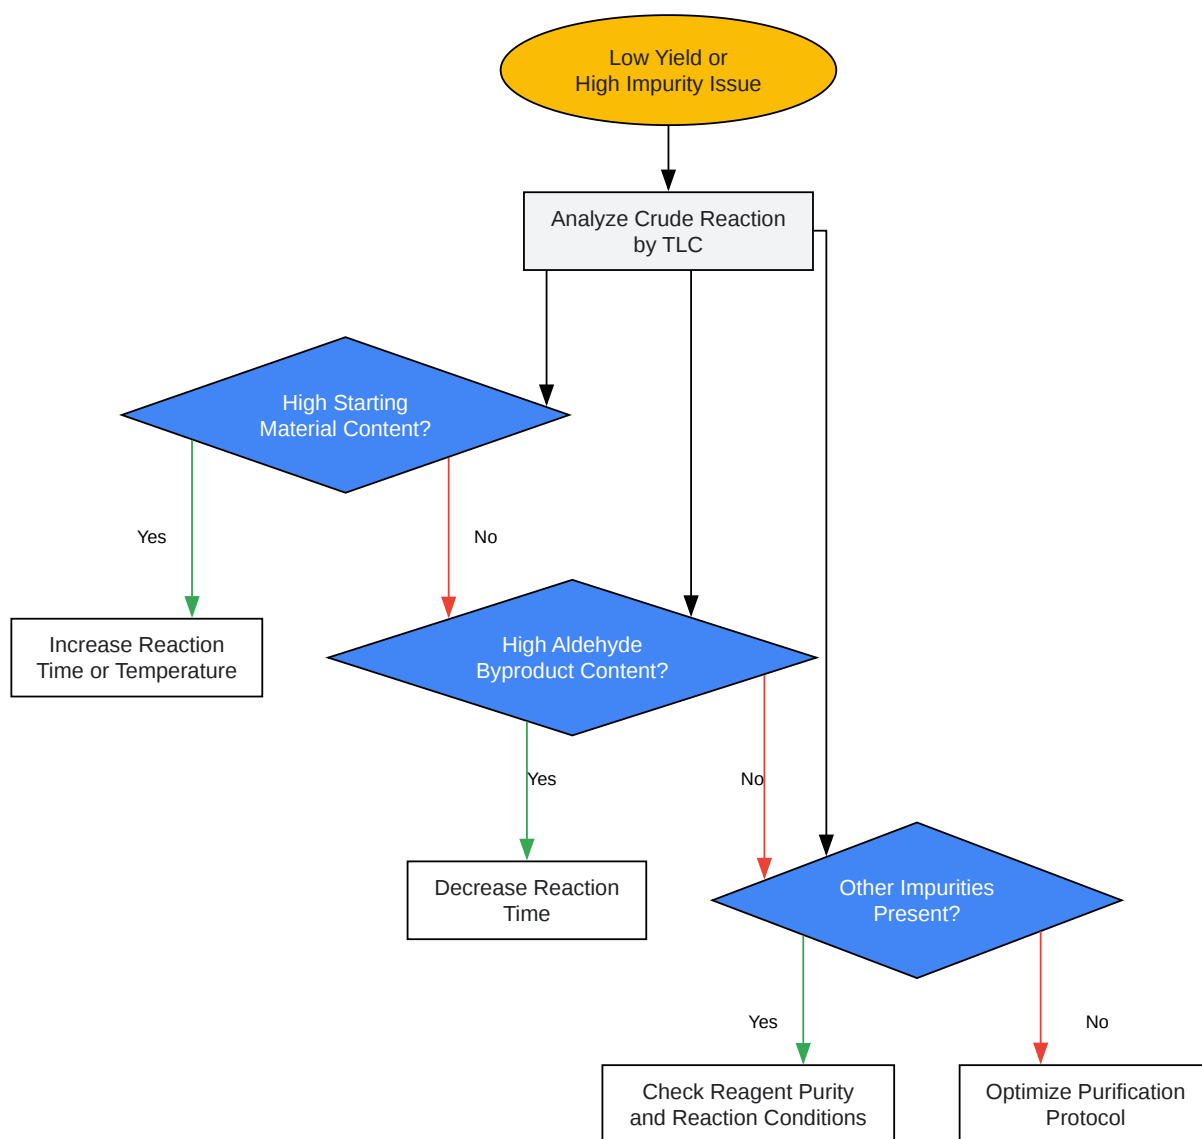 Low Yield or
High Impurity Issue
Analyze Crude Reaction
by TLC
High Starting
Material Content?
Yes
No
Increase Reaction
Time or Temperature
High Aldehyde
Byproduct Content?
Yes
No
Decrease Reaction
Time
Other Impurities
Present?
Yes
No
Check Reagent Purity
and Reaction Conditions
Optimize Purification
Protocol